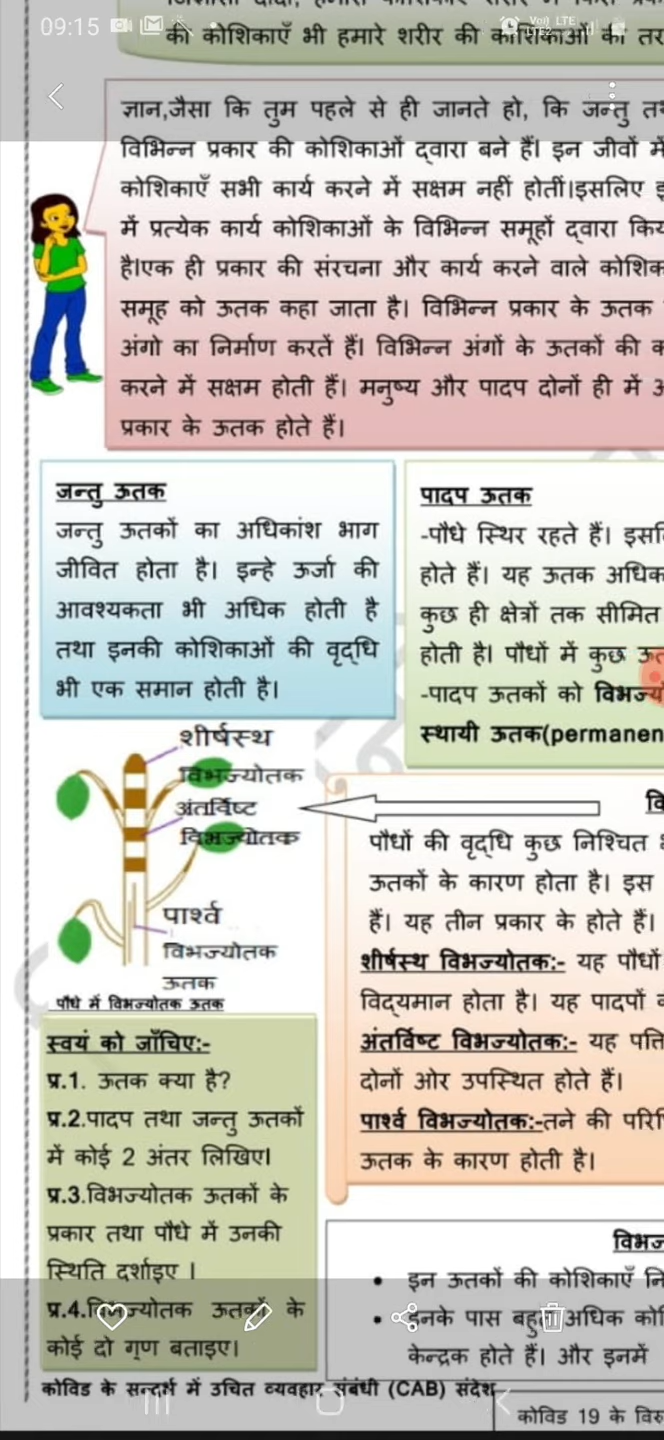 09:15
Vo) LTE
LTE2
की कोशिकाएँ भी हमारे शरीर की कोशिकाओं की
ज्ञान,जैसा कि तुम पहले से ही जानते हो, कि जन्तु
विभिन्न प्रकार की कोशिकाओं द्वारा बने हैं। इन जीवों में
कोशिकाएँ सभी कार्य करने में सक्षम नहीं होतीं।इसलिए
में प्रत्येक कार्य कोशिकाओं के विभिन्न समूहों द्वारा
है।एक ही प्रकार की संरचना और कार्य करने वाले
समूह को ऊतक कहा जाता है। विभिन्न प्रकार के ऊतक
अंगो का निर्माण करतें हैं। विभिन्न अंगों के ऊतकों की
करने में सक्षम होती हैं। मनुष्य और पादप दोनों ही में
प्रकार के ऊतक होते हैं।
जन्तु ऊतक
जन्तु ऊतकों का अधिकांश भाग
जीवित होता है। इन्हे ऊर्जा की
आवश्यकता भी अधिक होती है
तथा इनकी कोशिकाओं की वृद्धि
भी एक समान होती है।
पादप ऊतक
-पौधे स्थिर रहते हैं।
होते हैं। यह ऊतक
कुछ ही क्षेत्रों तक सीमित
होती है। पौधों में कुछ
-पादप ऊतकों को
स्थायी ऊतक(permanen
शीर्षस्थ
विभज्योतक
अंतर्विष्ट
विभज्योतक
पार्श्व
विभज्योतक
ऊतक
पौधे में विभज्योतक ऊतक
पौधों की वृद्धि कुछ निश्चित
ऊतकों के कारण होता है। इस
हैं। यह तीन प्रकार के होते हैं।
शीर्षस्थ विभज्योतक:- यह पौधों
विद्यमान होता है। यह पादपों
अंतर्विष्ट विभज्योतक:- यह
दोनों ओर उपस्थित होते हैं।
पार्श्व विभज्योतक:-तने की
ऊतक के कारण होती है।
स्वयं को जाँचिए:-
प्र.1. ऊतक क्या है?
प्र.2.पादप तथा जन्तु ऊतकों
में कोई 2 अंतर लिखिए।
प्र.3.विभज्योतक ऊतकों के
प्रकार तथा पौधे में उनकी
स्थिति दर्शाइए ।
प्र.4.विभज्योतक ऊतकों के
कोई दो गुण बताइए।
• इन ऊतकों की कोशिकाएँ
• इनके पास बहुत अधिक
केन्द्रक होते हैं। और इनमें
कोविड के सन्दर्भ में उचित व्यवहार संबंधी (CAB) संदेश
कोविड 19 के